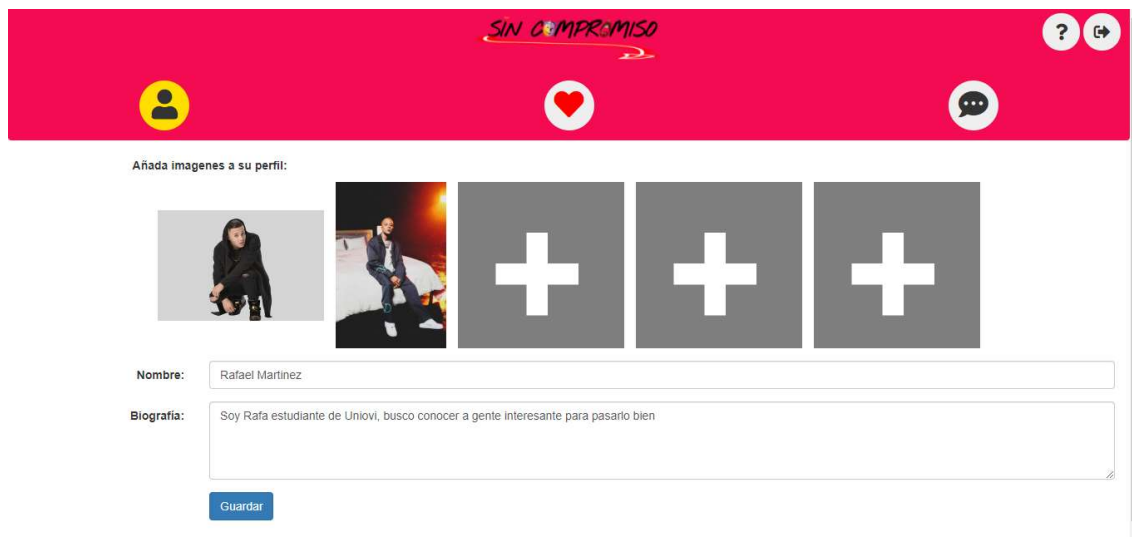 SIN COMPROMISO
?
Añada imagenes a su perfil:
Nombre: Rafael Martinez
Biografía: Soy Rafa estudiante de Uniovi, busco conocer a gente interesante para pasarlo bien
Guardar